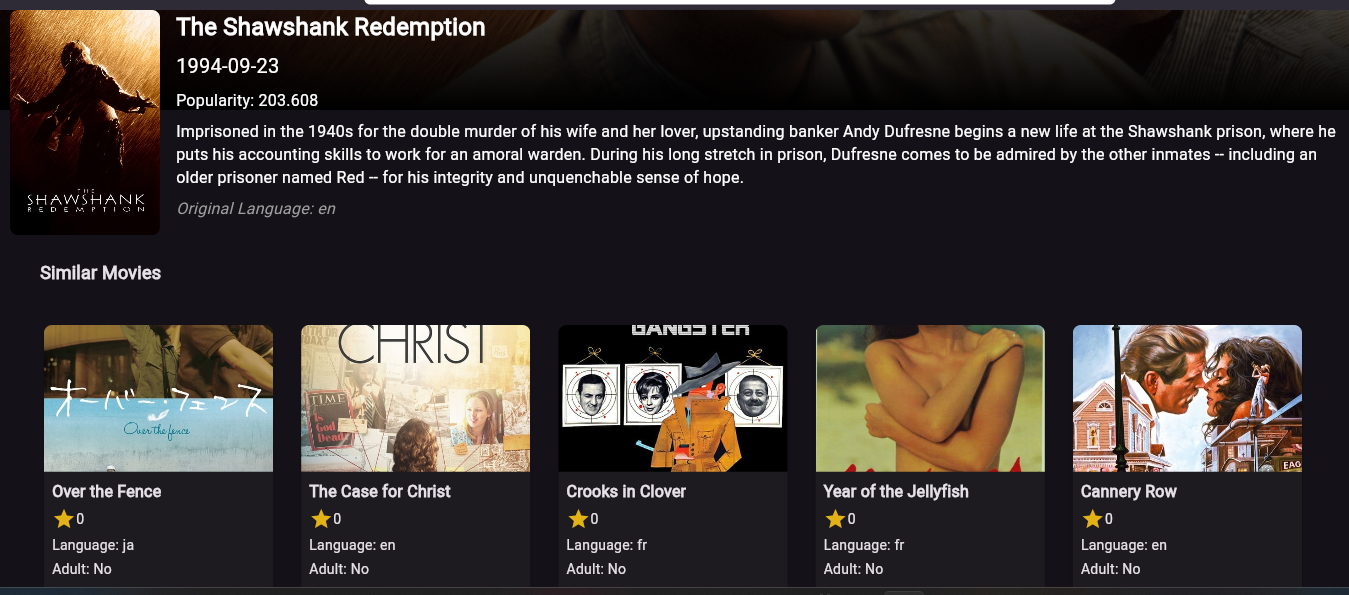 The Shawshank Redemption
1994-09-23
Popularity: 203.608
Imprisoned in the 1940s for the double murder of his wife and her lover, upstanding banker Andy Dufresne begins a new life at the Shawshank prison, where he
puts his accounting skills to work for an amoral warden. During his long stretch in prison, Dufresne comes to be admired by the other inmates -- including an
older prisoner named Red -- for his integrity and unquenchable sense of hope.
Original Language: en
THE
SHAWSHANK
REDEMPTION
Similar Movies
オーバー・フェンス
Over the fence
CHRIST
TIME
Is
God
Dead?
GANGSTER
EAG
Over the Fence
0
Language: ja
Adult: No
The Case for Christ
0
Language: en
Adult: No
Crooks in Clover
0
Language: fr
Adult: No
Year of the Jellyfish
0
Language: fr
Adult: No
Cannery Row
0
Language: en
Adult: No